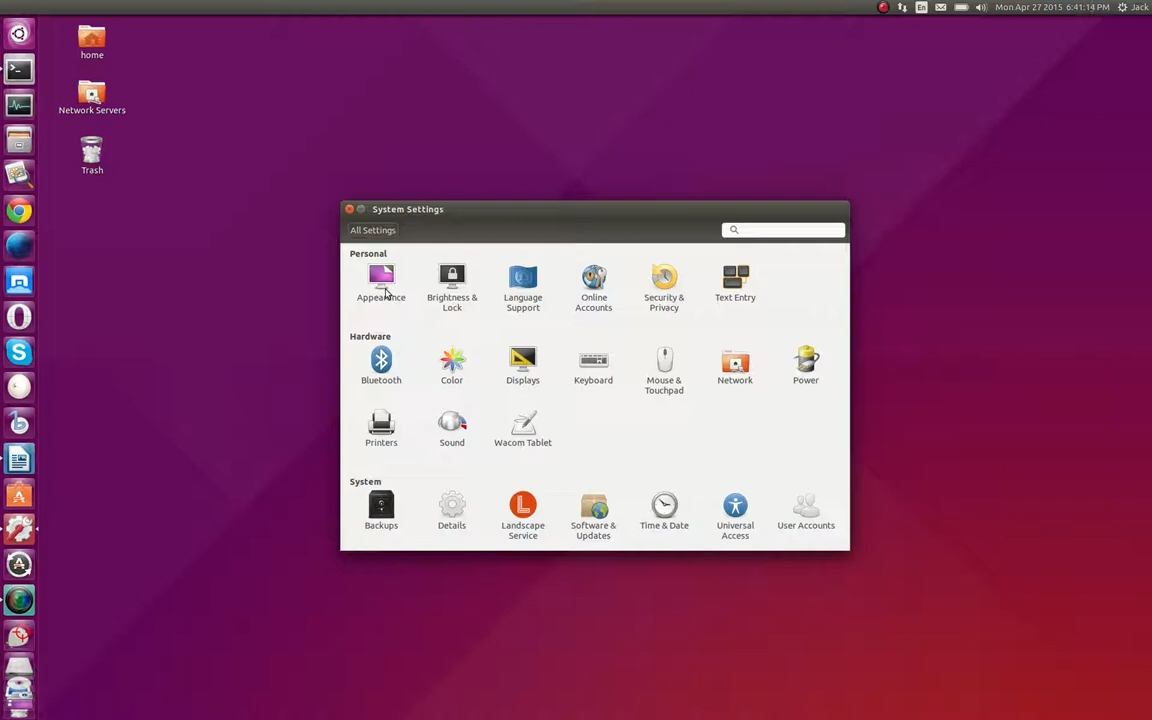 En
Mon Apr 27 2015 6:41:14 PM
Jack
home
Network Servers
Trash
System Settings
All Settings
Personal
Appearance
Brightness &
Lock
Language
Support
Online
Accounts
Security &
Privacy
Text Entry
Hardware
Bluetooth
Color
Displays
Keyboard
Mouse &
Touchpad
Network
Power
Printers
Sound
Wacom Tablet
System
Backups
Details
Landscape
Service
Software &
Updates
Time & Date
Universal
Access
User Accounts